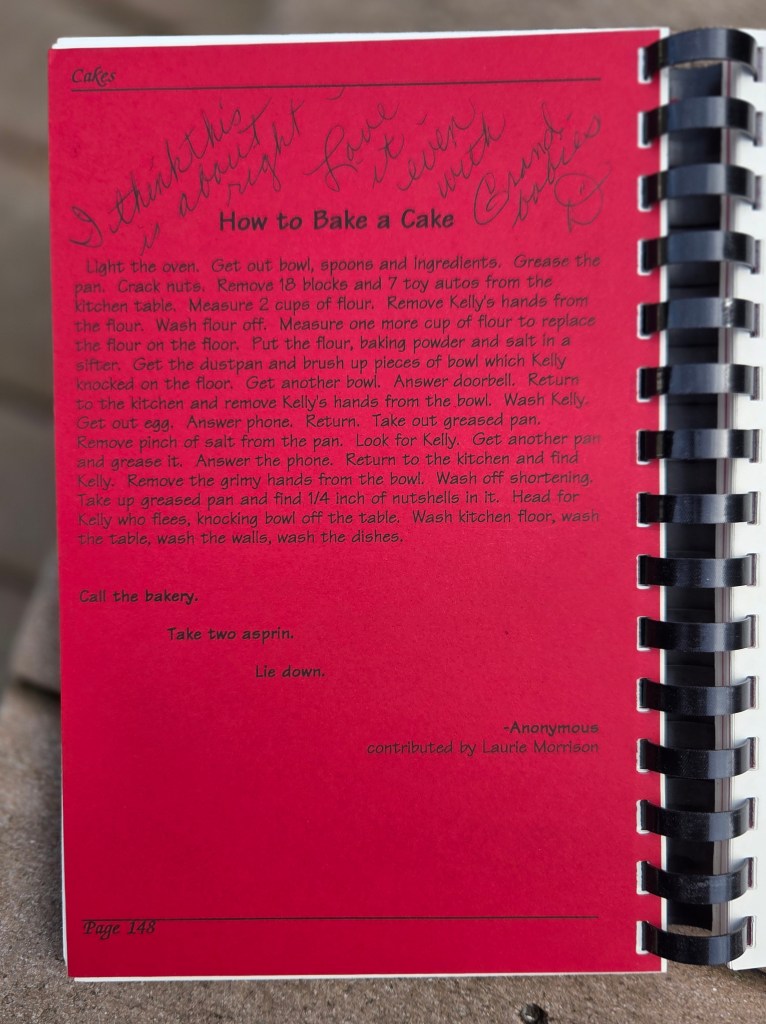 Cakes
I think this
is about
right -
Love
it -
even
with
Grand-
babies
How to Bake a Cake
Light the oven. Get out bowl, spoons and ingredients. Grease the
pan. Crack nuts. Remove 18 blocks and 7 toy autos from the
kitchen table. Measure 2 cups of flour. Remove Kelly's hands from
the flour. Wash flour off. Measure one more cup of flour to replace
the flour on the floor. Put the flour, baking powder and salt in a
sifter. Get the dustpan and brush up pieces of bowl which Kelly
knocked on the floor. Get another bowl. Answer doorbell. Return
to the kitchen and remove Kelly's hands from the bowl. Wash Kelly.
Get out egg. Answer phone. Return. Take out greased pan.
Remove pinch of salt from the pan. Look for Kelly. Get another pan
and grease it. Answer the phone. Return to the kitchen and find
Kelly. Remove the grimy hands from the bowl. Wash off shortening.
Take up greased pan and find 1/4 inch of nutshells in it. Head for
Kelly who flees, knocking bowl off the table. Wash kitchen floor, wash
the table, wash the walls, wash the dishes.
Call the bakery.
Take two asprin.
Lie down.
-Anonymous
contributed by Laurie Morrison
Page 148